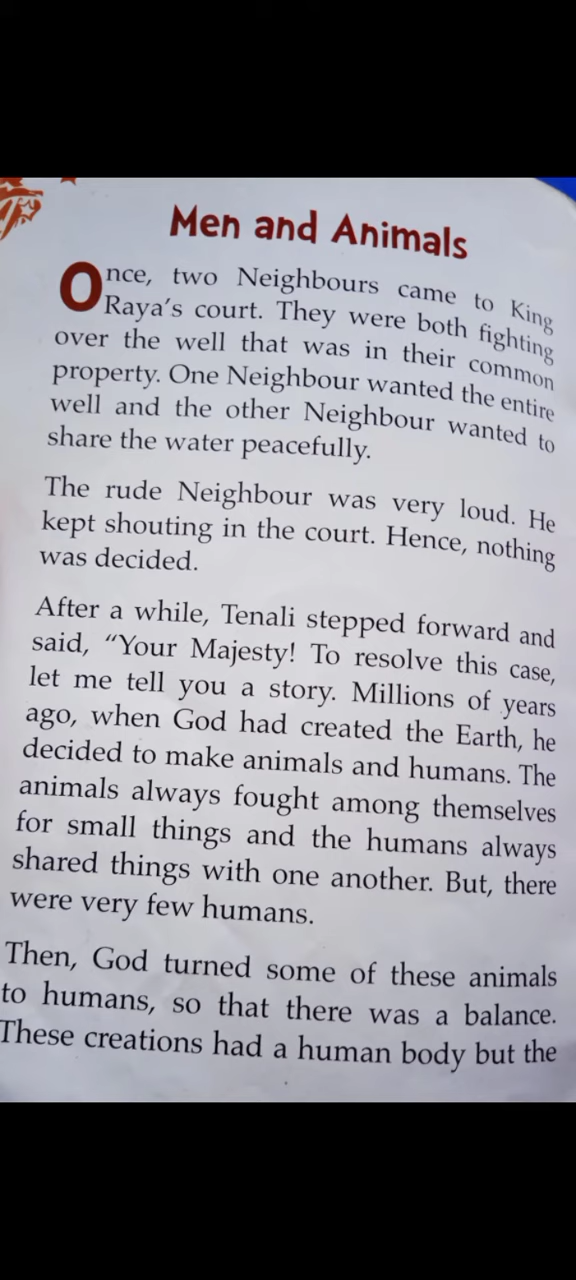 Men and Animals
Once, two Neighbours came to King
Raya's court. They were both fighting
over the well that was in their common
property. One Neighbour wanted the entire
well and the other Neighbour wanted to
share the water peacefully.
The rude Neighbour was very loud. He
kept shouting in the court. Hence, nothing
was decided.
After a while, Tenali stepped forward and
said, "Your Majesty! To resolve this case,
let me tell you a story. Millions of years
ago, when God had created the Earth, he
decided to make animals and humans. The
animals always fought among themselves
for small things and the humans always
shared things with one another. But, there
were very few humans.
Then, God turned some of these animals
to humans, so that there was a balance.
These creations had a human body but the